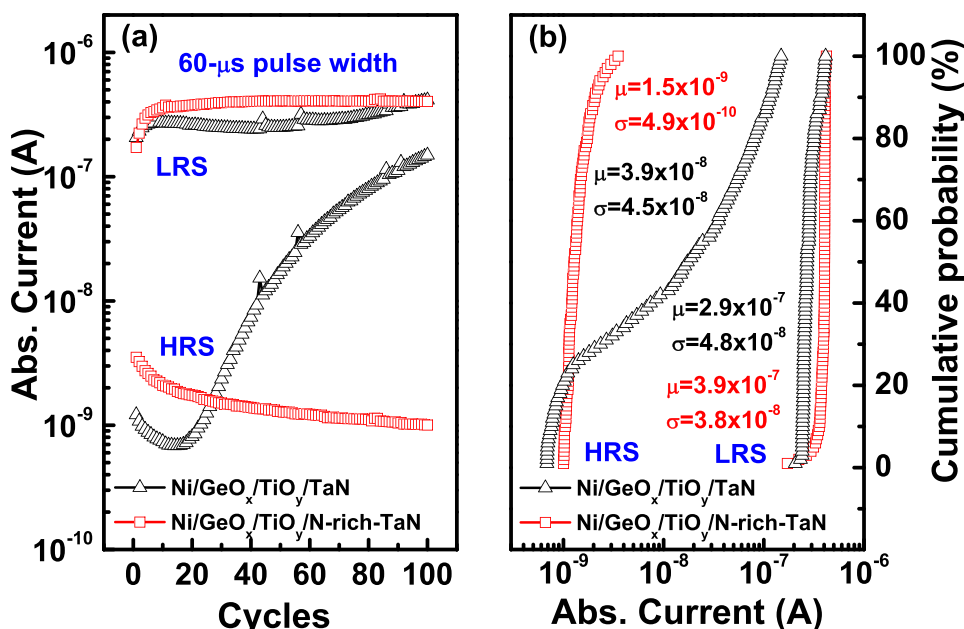 (a)
60-μs pulse width
LRS
HRS
Ni/GeOₓ/TiOᵧ/TaN
Ni/GeOₓ/TiOᵧ/N-rich-TaN
10⁻⁶
10⁻⁷
10⁻⁸
10⁻⁹
10⁻¹⁰
Abs. Current (A)
0 20 40 60 80 100
Cycles
(b)
μ=1.5x10⁻⁹
σ=4.9x10⁻¹⁰
μ=3.9x10⁻⁸
σ=4.5x10⁻⁸
μ=2.9x10⁻⁷
σ=4.8x10⁻⁸
μ=3.9x10⁻⁷
σ=3.8x10⁻⁸
HRS LRS
Ni/GeOₓ/TiOᵧ/TaN
Ni/GeOₓ/TiOᵧ/N-rich-TaN
10⁻⁹ 10⁻⁸ 10⁻⁷ 10⁻⁶
Abs. Current (A)
100
80
60
40
20
0
Cumulative probability (%)